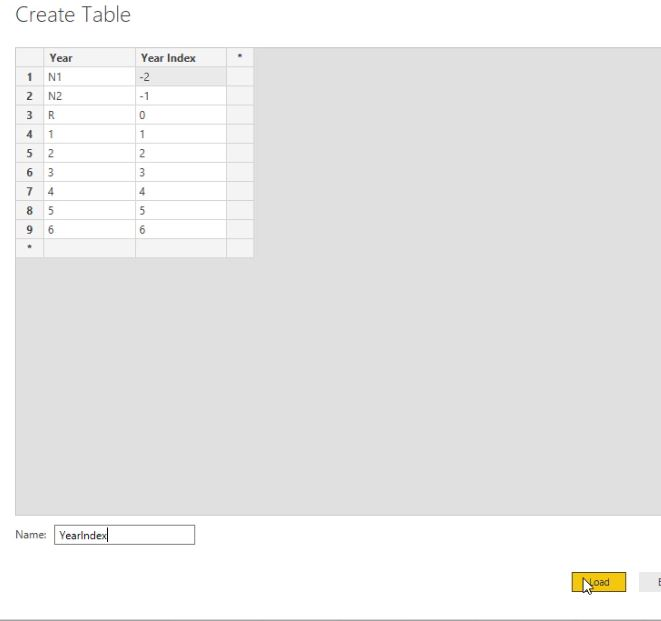 Create Table
Year Year Index *
1 N1 -2
2 N2 -1
3 R 0
4 1 1
5 2 2
6 3 3
7 4 4
8 5 5
9 6 6
*
Name: YearIndex
Load